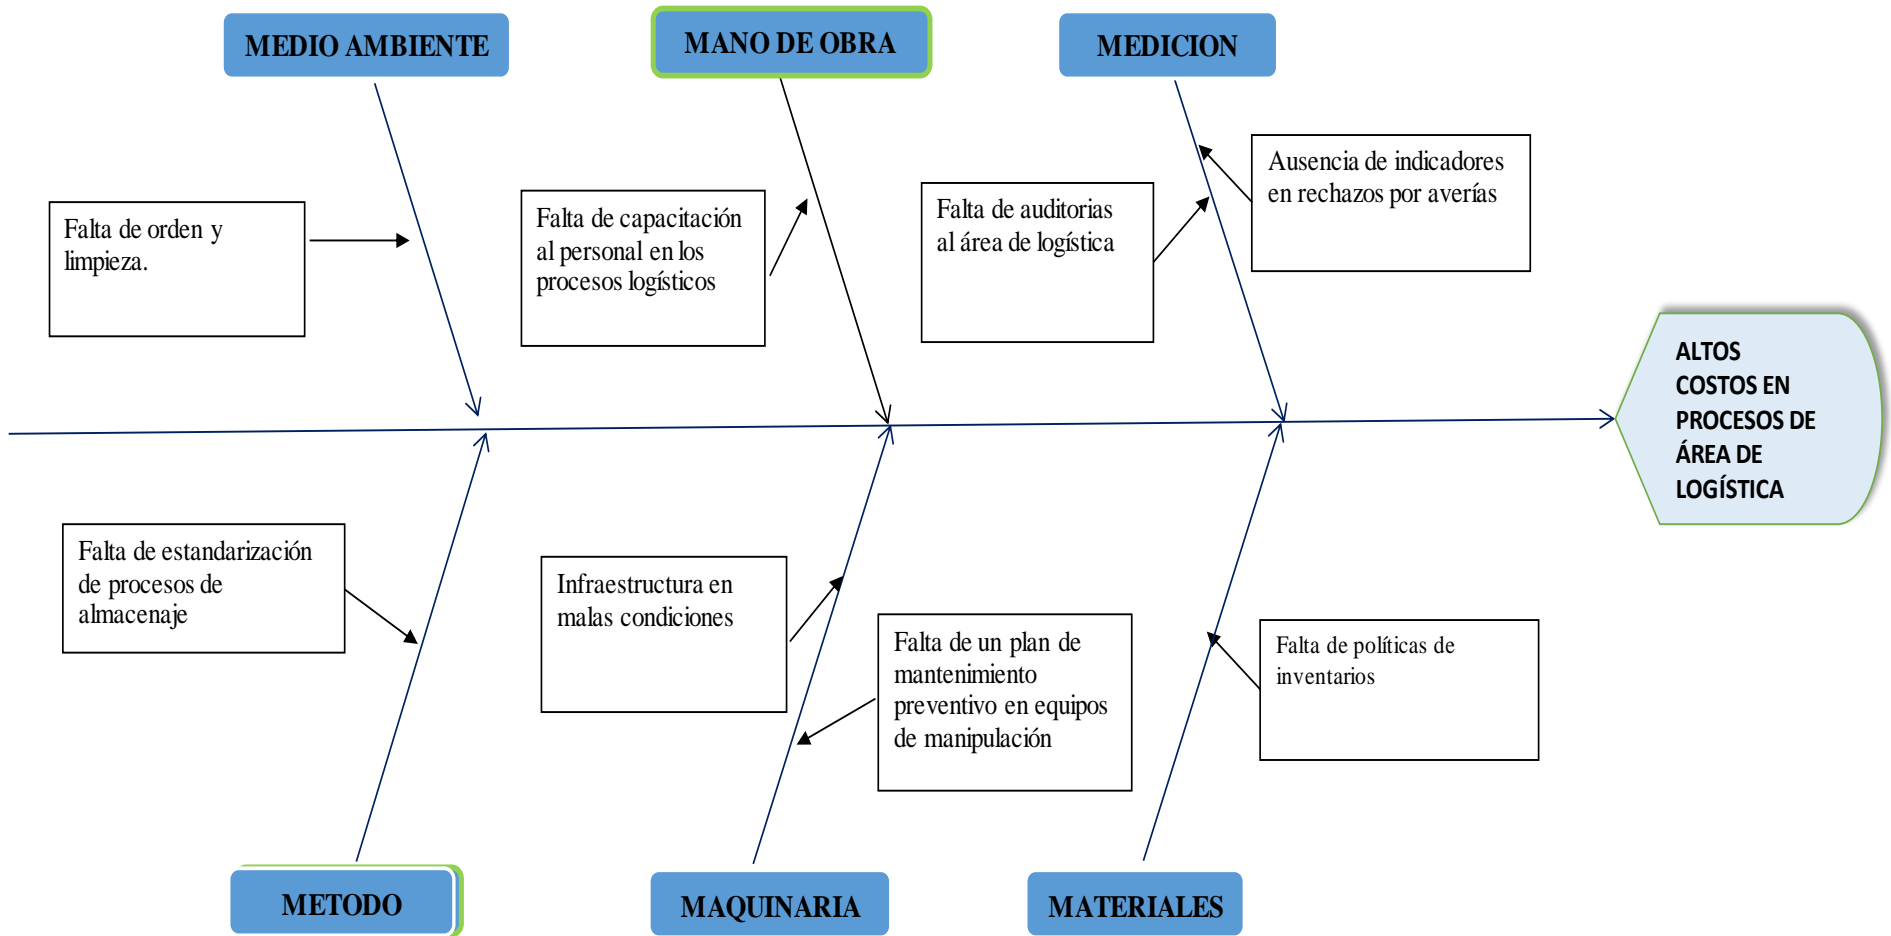 MEDIO AMBIENTE
MANO DE OBRA
MEDICION
Falta de orden y
limpieza.
Falta de capacitación
al personal en los
procesos logísticos
Falta de auditorias
al área de logística
Ausencia de indicadores
en rechazos por averías
ALTOS
COSTOS EN
PROCESOS DE
ÁREA DE
LOGÍSTICA
Falta de estandarización
de procesos de
almacenaje
Infraestructura en
malas condiciones
Falta de un plan de
mantenimiento
preventivo en equipos
de manipulación
Falta de políticas de
inventarios
METODO
MAQUINARIA
MATERIALES